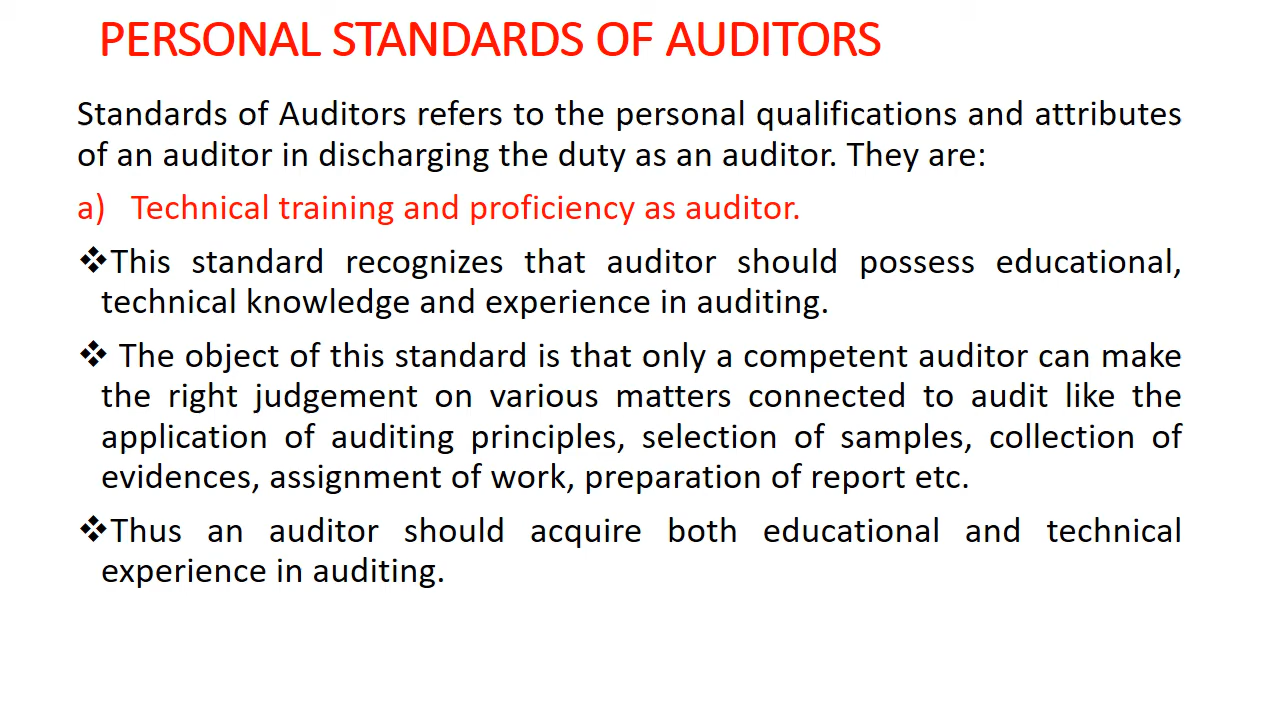 PERSONAL STANDARDS OF AUDITORS
Standards of Auditors refers to the personal qualifications and attributes
of an auditor in discharging the duty as an auditor. They are:
a) Technical training and proficiency as auditor.
❖This standard recognizes that auditor should possess educational,
technical knowledge and experience in auditing.
❖ The object of this standard is that only a competent auditor can make
the right judgement on various matters connected to audit like the
application of auditing principles, selection of samples, collection of
evidences, assignment of work, preparation of report etc.
❖Thus an auditor should acquire both educational and technical
experience in auditing.